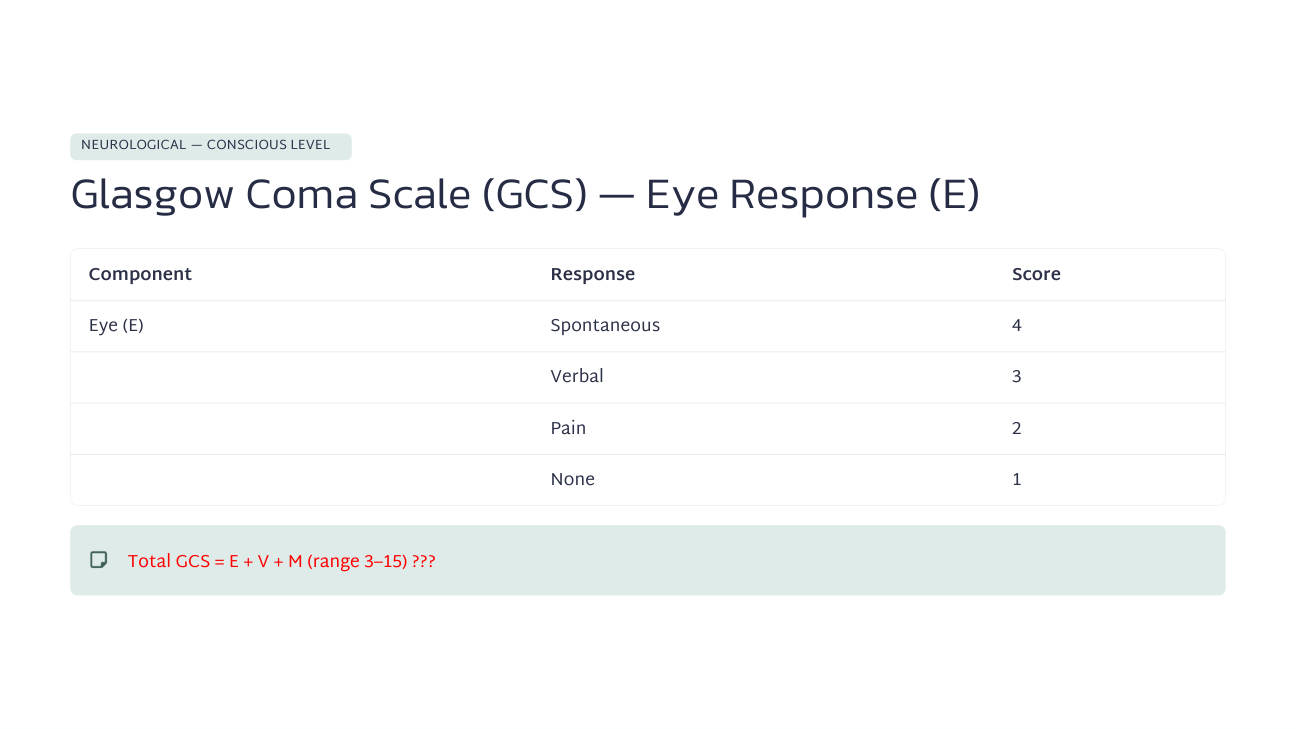 NEUROLOGICAL — CONSCIOUS LEVEL
Glasgow Coma Scale (GCS) — Eye Response (E)
Component Response Score
Eye (E) Spontaneous 4
Verbal 3
Pain 2
None 1
Total GCS = E + V + M (range 3–15) ???